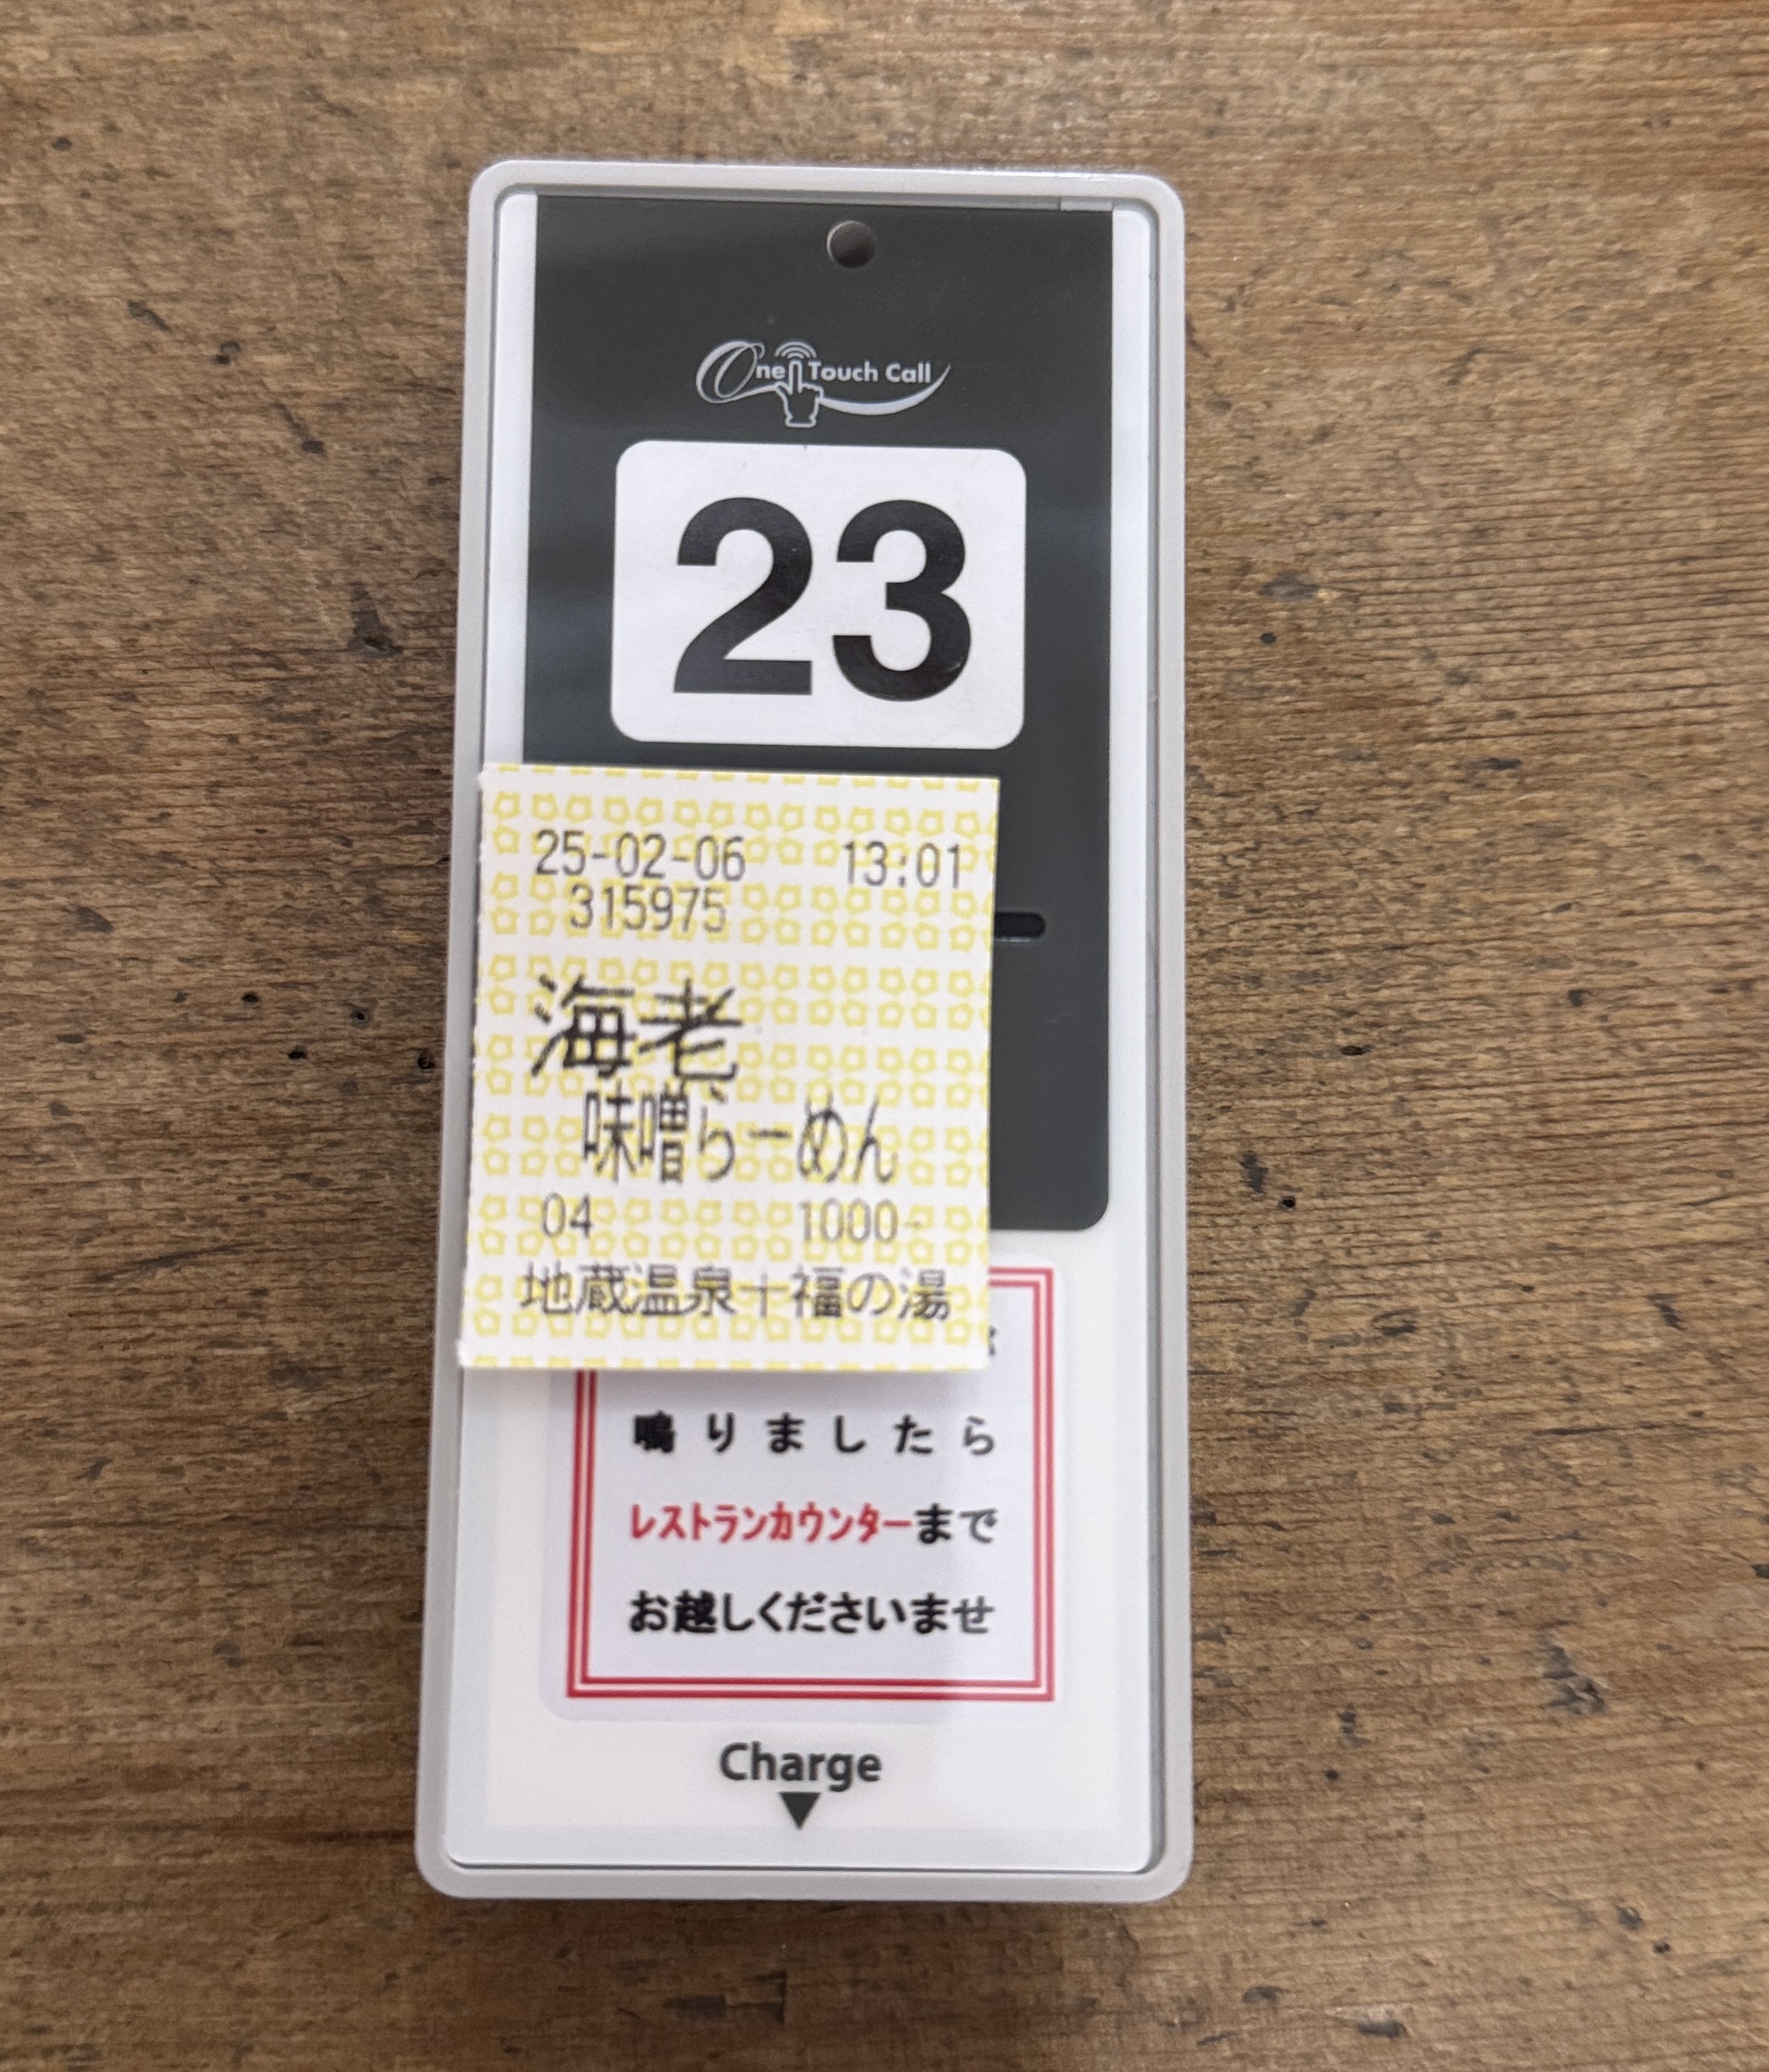 One Touch Call
23
25-02-06 13:01
315975
海老
味噌らーめん
04 1000-
地蔵温泉十福の湯
鳴りましたら
レストランカウンターまで
お越しくださいませ
Charge